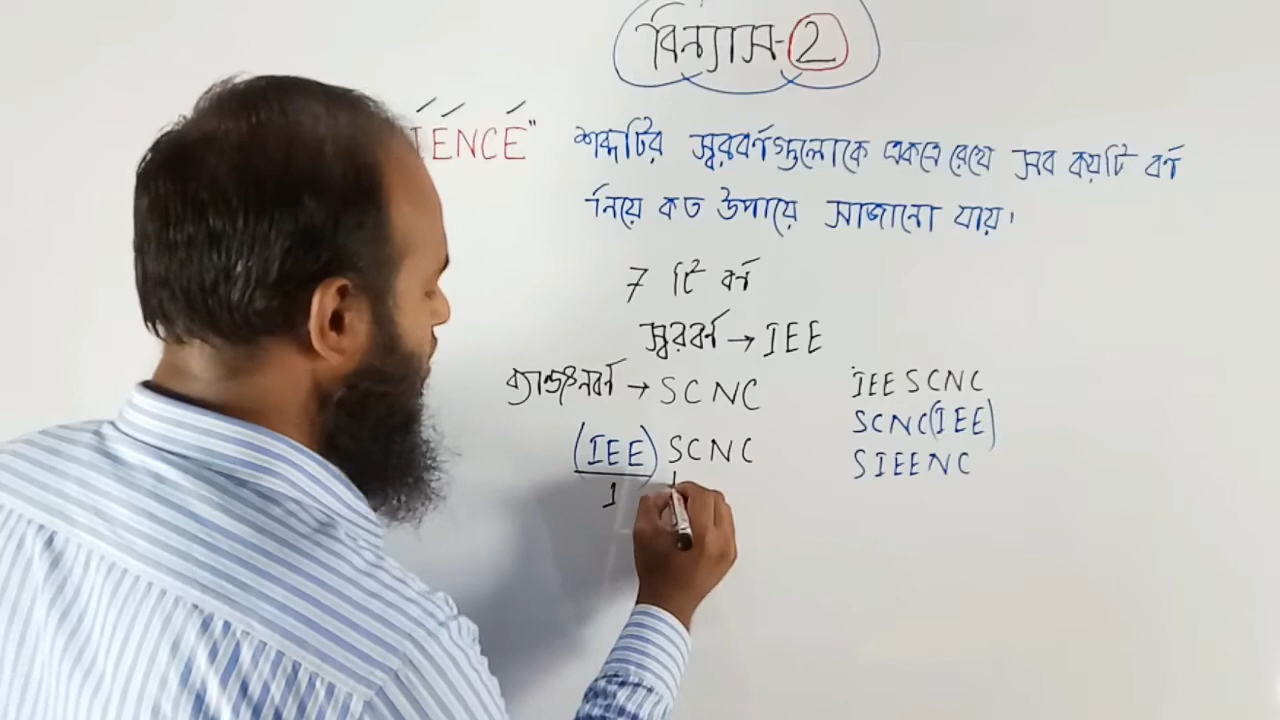 বিন্যাস-2
IENCE" শব্দটির স্বরবর্ণগুলোকে একত্রে রেখে সব কয়টি বর্ণ
নিয়ে কত উপায়ে সাজানো যায়।
7 টি বর্ণ
স্বরবর্ণ → IEE
ব্যাঞ্জনবর্ণ → SCNC
(IEE) SCNC
1
IEESCNC
SCNC(IEE)
SIEENC